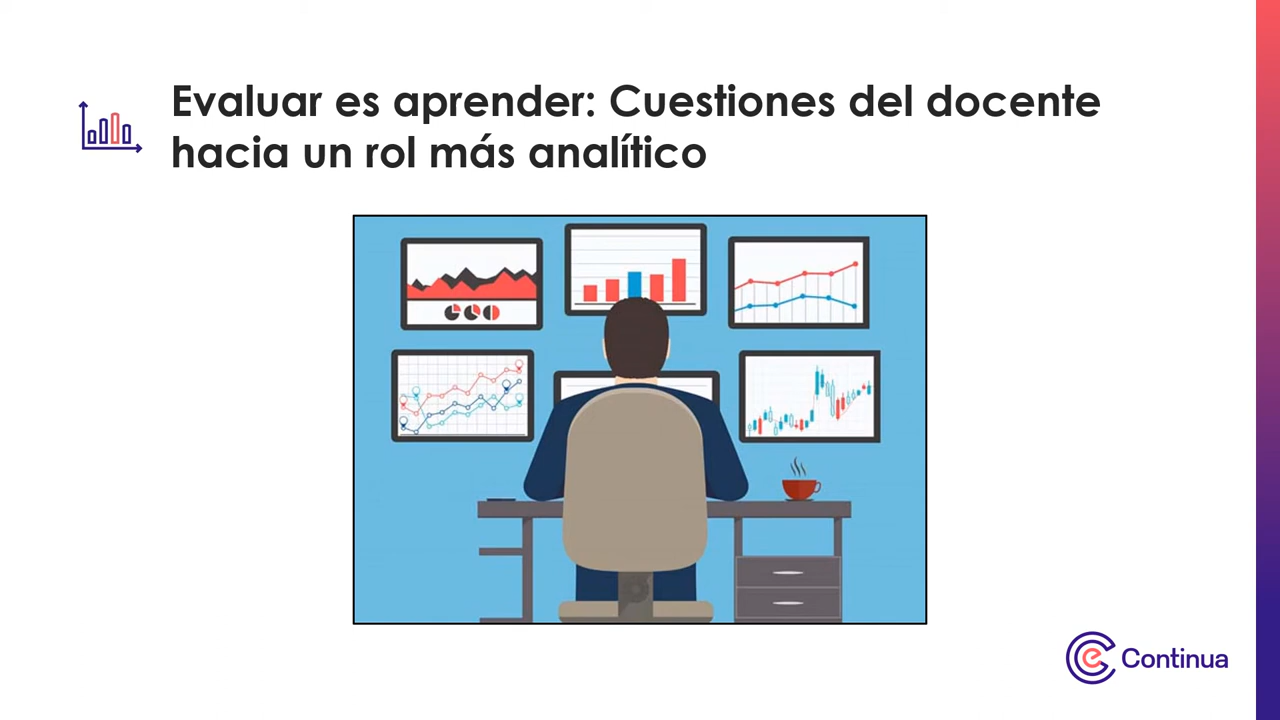 Evaluar es aprender: Cuestiones del docente
hacia un rol más analítico
Continua